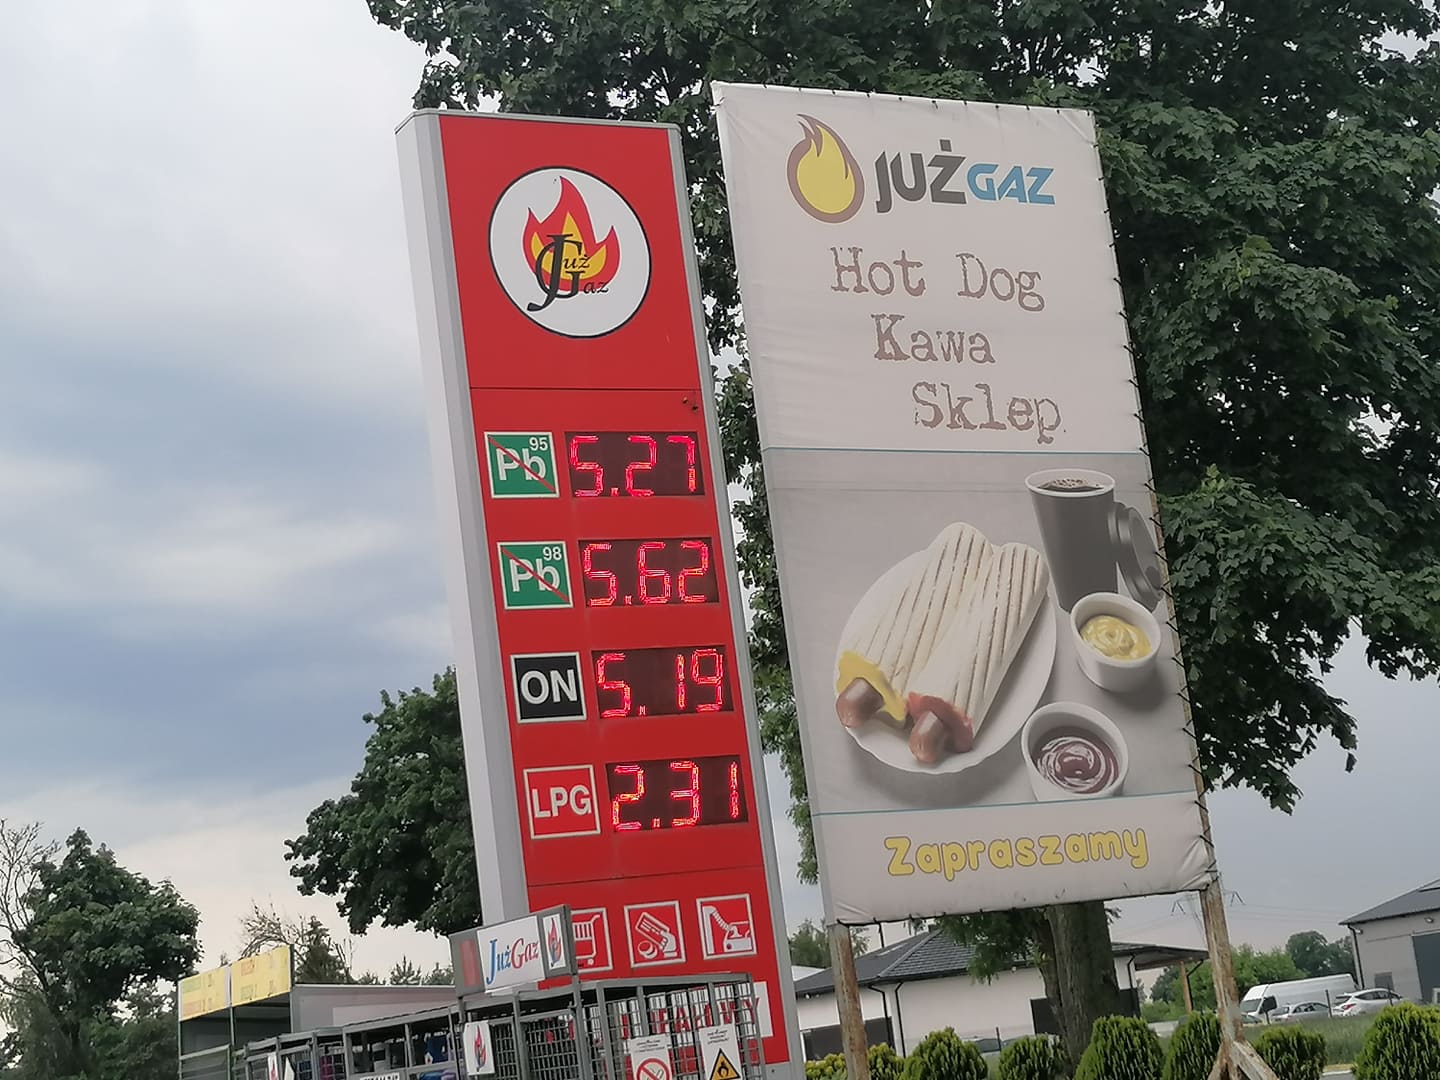 Już
Gaz
95
Pb
5.27
98
Pb
5.62
ON
5.19
LPG
2.31
JużGaz
JUŻGAZ
Hot Dog
Kawa
Sklep
Zapraszamy